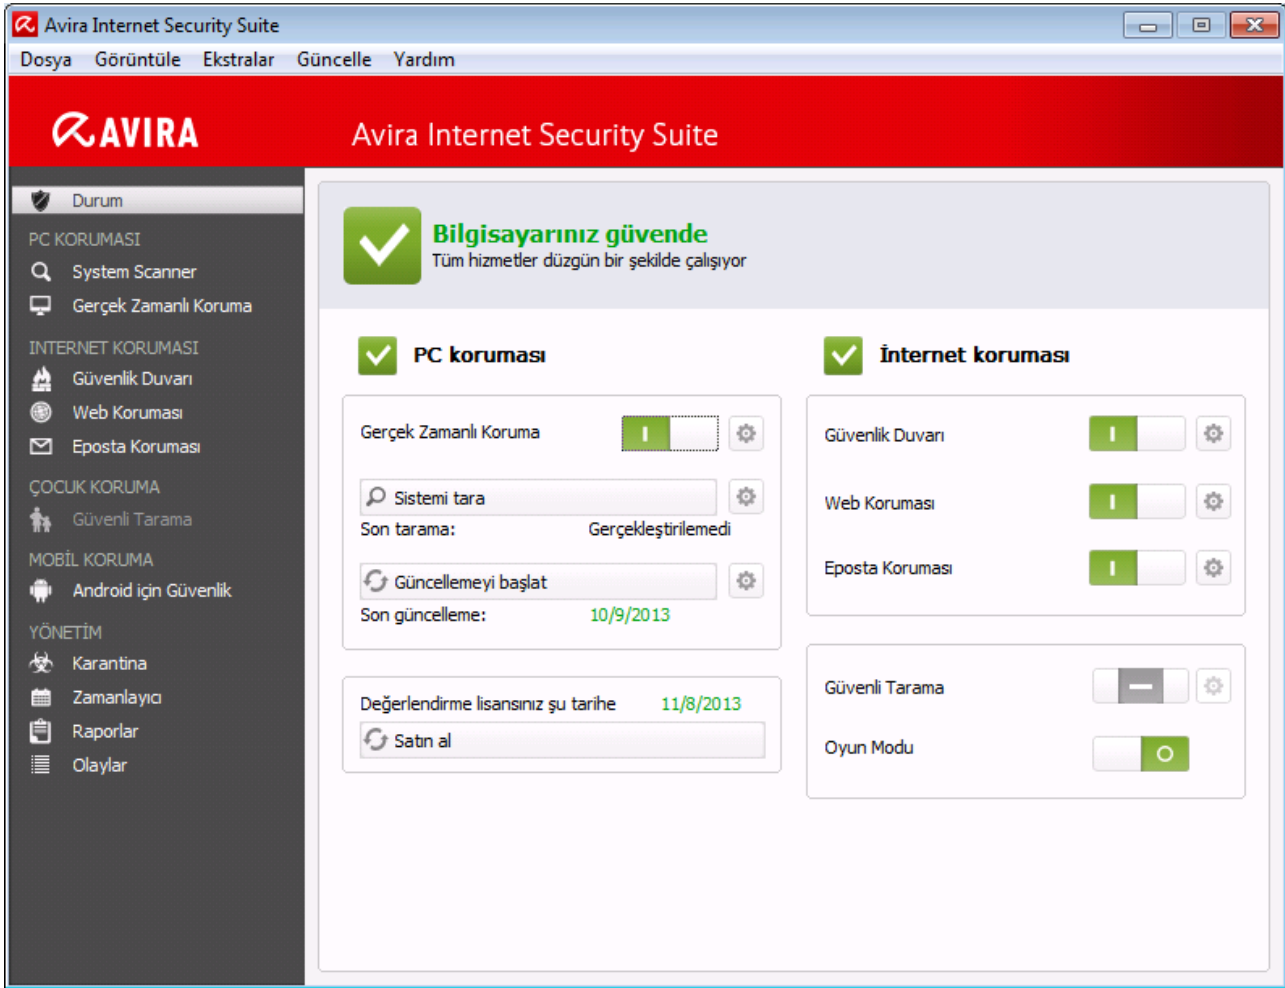 Avira Internet Security Suite
Dosya Görüntüle Ekstralar Güncelle Yardım
AVIRA
Avira Internet Security Suite
Durum
PC KORUMASI
System Scanner
Gerçek Zamanlı Koruma
INTERNET KORUMASI
Güvenlik Duvarı
Web Koruması
Eposta Koruması
ÇOCUK KORUMA
Güvenli Tarama
MOBİL KORUMA
Android için Güvenlik
YÖNETİM
Karantina
Zamanlayıcı
Raporlar
Olaylar
Bilgisayarınız güvende
Tüm hizmetler düzgün bir şekilde çalışıyor
PC koruması
Gerçek Zamanlı Koruma
Sistemi tara
Son tarama: Gerçekleştirilemedi
Güncellemeyi başlat
Son güncelleme: 10/9/2013
Değerlendirme lisansınız şu tarihe 11/8/2013
Satın al
İnternet koruması
Güvenlik Duvarı
Web Koruması
Eposta Koruması
Güvenli Tarama
Oyun Modu